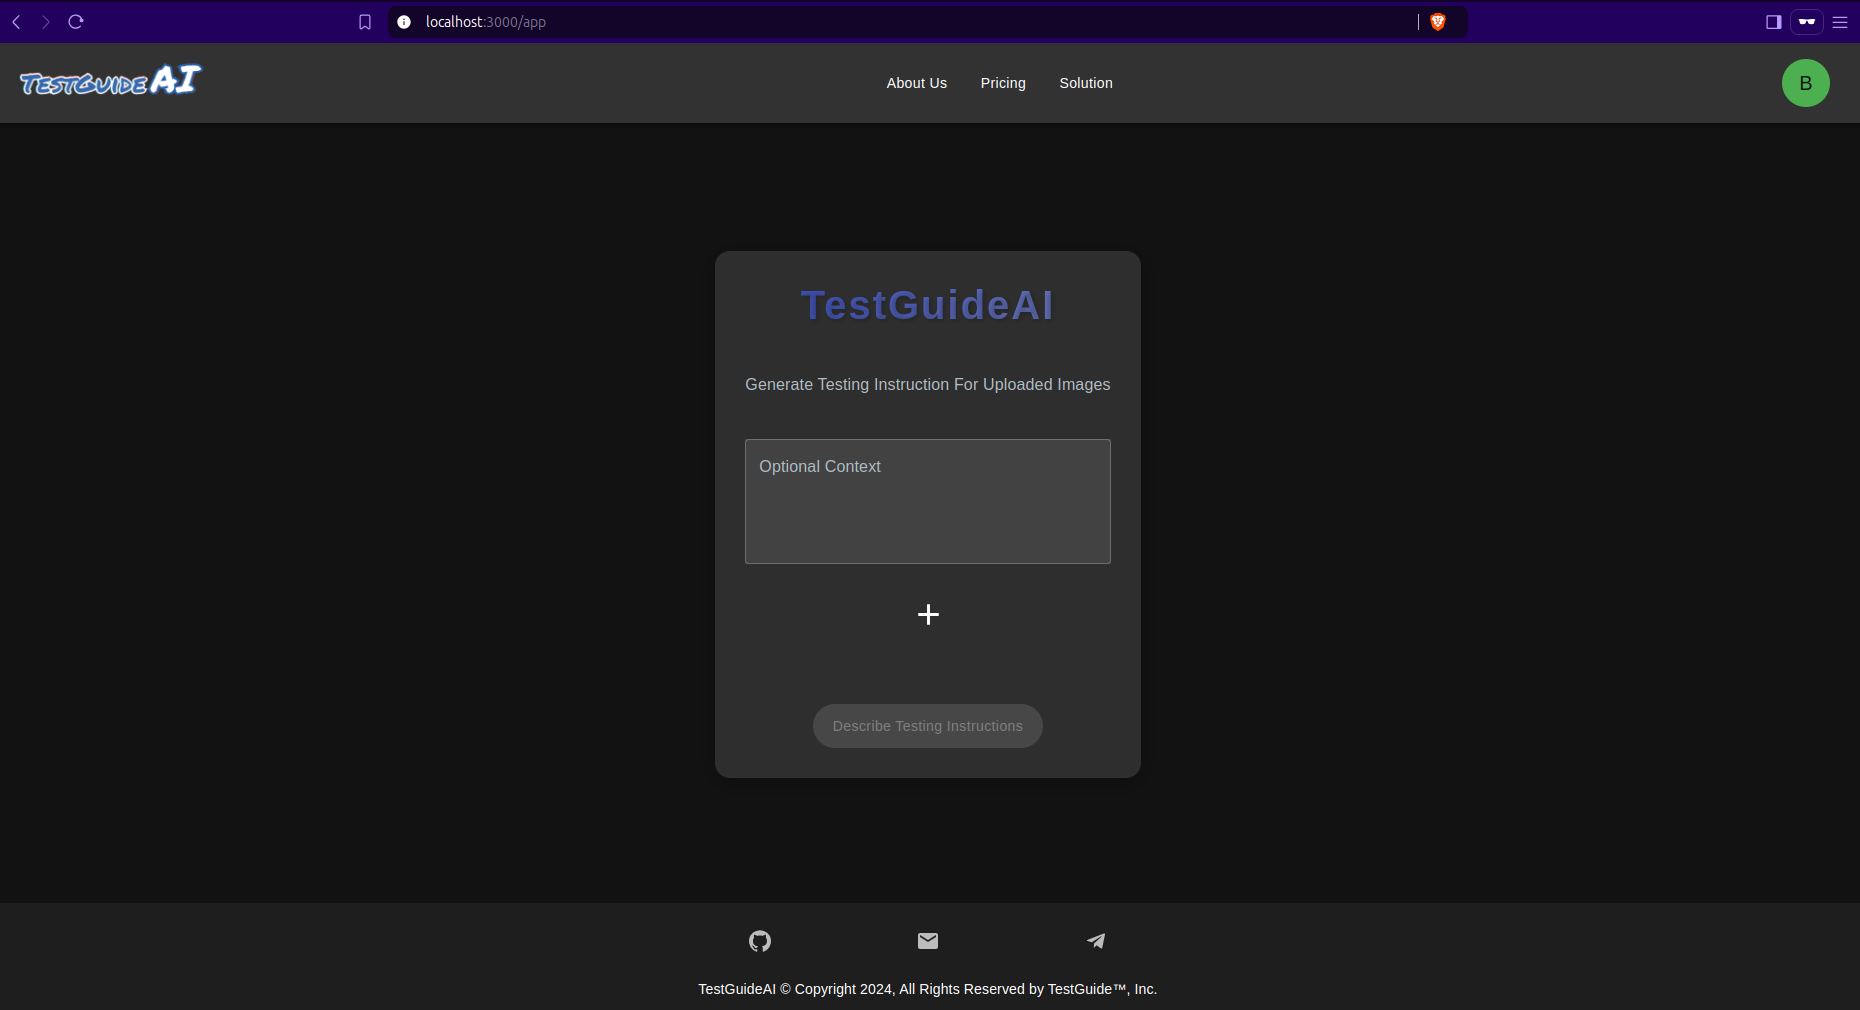 localhost:3000/app
TESTGUIDE AI
About Us Pricing Solution
B
TestGuideAI
Generate Testing Instruction For Uploaded Images
Optional Context
+
Describe Testing Instructions
TestGuideAI © Copyright 2024, All Rights Reserved by TestGuide™, Inc.